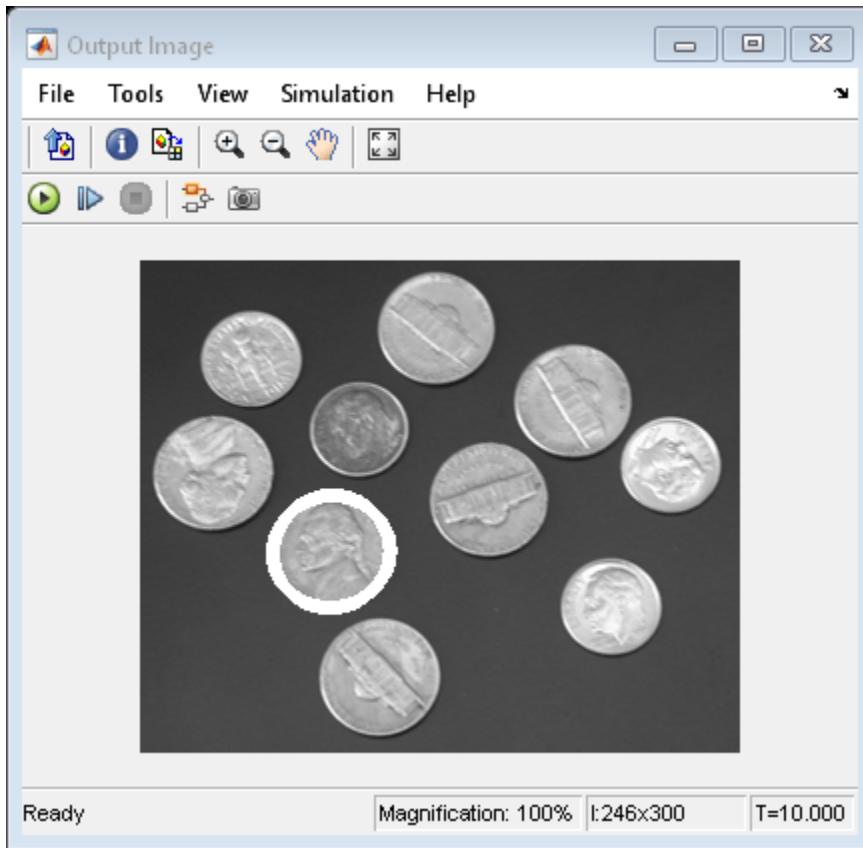 Output Image
File Tools View Simulation Help
Ready Magnification: 100% I:246x300 T=10.000